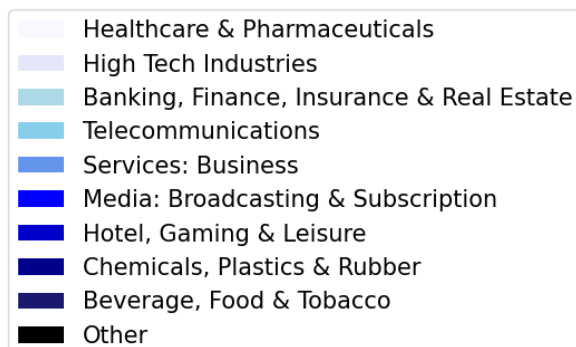 Healthcare & Pharmaceuticals
High Tech Industries
Banking, Finance, Insurance & Real Estate
Telecommunications
Services: Business
Media: Broadcasting & Subscription
Hotel, Gaming & Leisure
Chemicals, Plastics & Rubber
Beverage, Food & Tobacco
Other